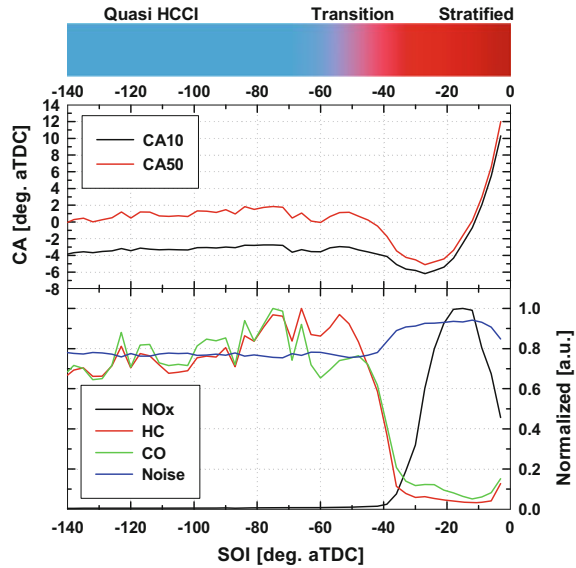 Quasi HCCI Transition Stratified
-140 -120 -100 -80 -60 -40 -20 0
CA [deg. aTDC]
14
12
10
8
6
4
2
0
-2
-4
-6
-8
CA10
CA50
Normalized [a.u.]
1.0
0.8
0.6
0.4
0.2
0.0
NOx
HC
CO
Noise
-140 -120 -100 -80 -60 -40 -20 0
SOI [deg. aTDC]